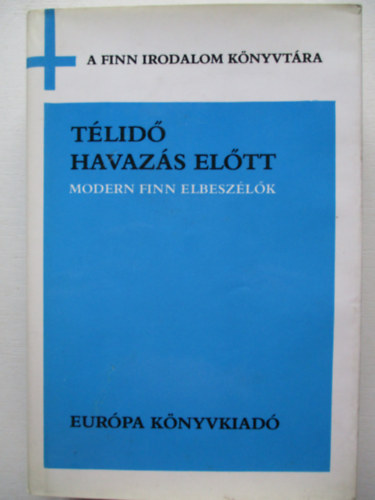 A FINN IRODALOM KÖNYVTÁRA
TÉLIDŐ
HAVAZÁS ELŐTT
MODERN FINN ELBESZÉLŐK
EURÓPA KÖNYVKIADÓ